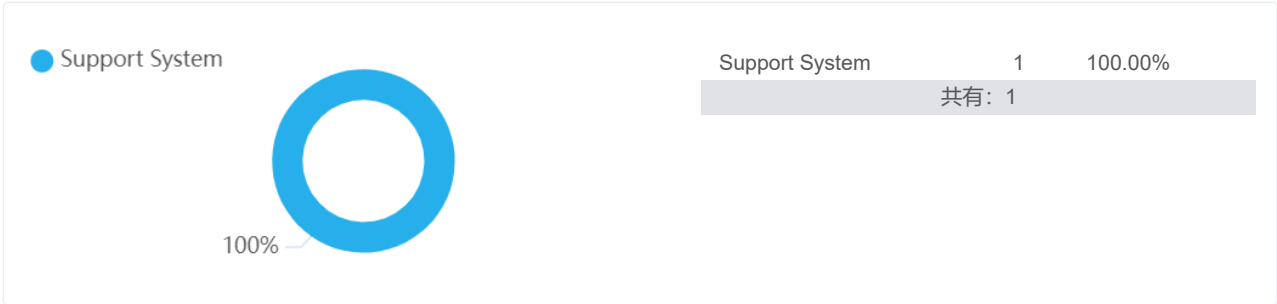 Support System
100%
Support System 1 100.00%
共有：1